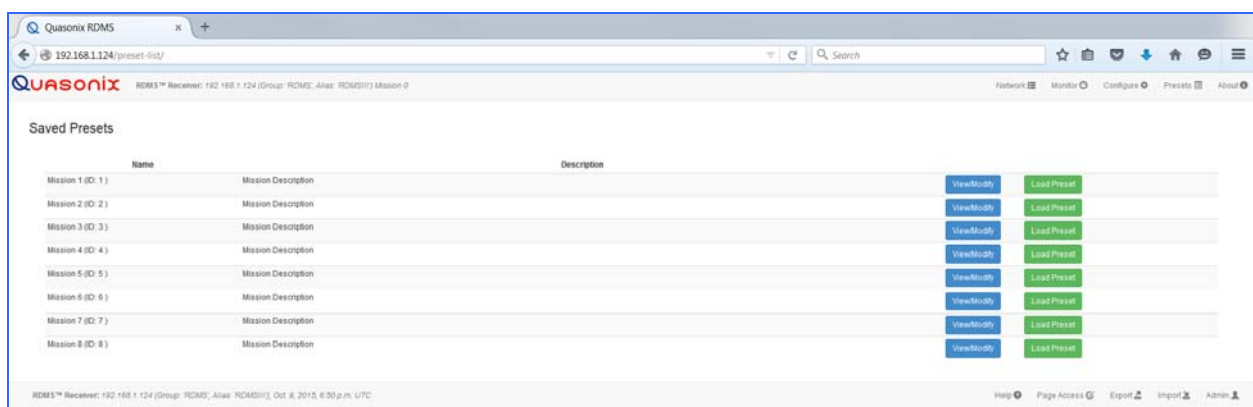 Quasonix RDMS × +
192.168.1.124/preset-list/ Search
QUASONIX RDMS™ Receiver: 192.168.1.124 (Group: 'RDMS', Alias: 'RDMS!!!') Mission 0 Network Monitor Configure Presets About
Saved Presets
Name Description
Mission 1 (ID: 1 ) Mission Description View/Modify Load Preset
Mission 2 (ID: 2 ) Mission Description View/Modify Load Preset
Mission 3 (ID: 3 ) Mission Description View/Modify Load Preset
Mission 4 (ID: 4 ) Mission Description View/Modify Load Preset
Mission 5 (ID: 5 ) Mission Description View/Modify Load Preset
Mission 6 (ID: 6 ) Mission Description View/Modify Load Preset
Mission 7 (ID: 7 ) Mission Description View/Modify Load Preset
Mission 8 (ID: 8 ) Mission Description View/Modify Load Preset
RDMS™ Receiver: 192.168.1.124 (Group: 'RDMS', Alias: 'RDMS!!!'), Oct. 9, 2015, 6:50 p.m. UTC Help Page Access Export Import Admin